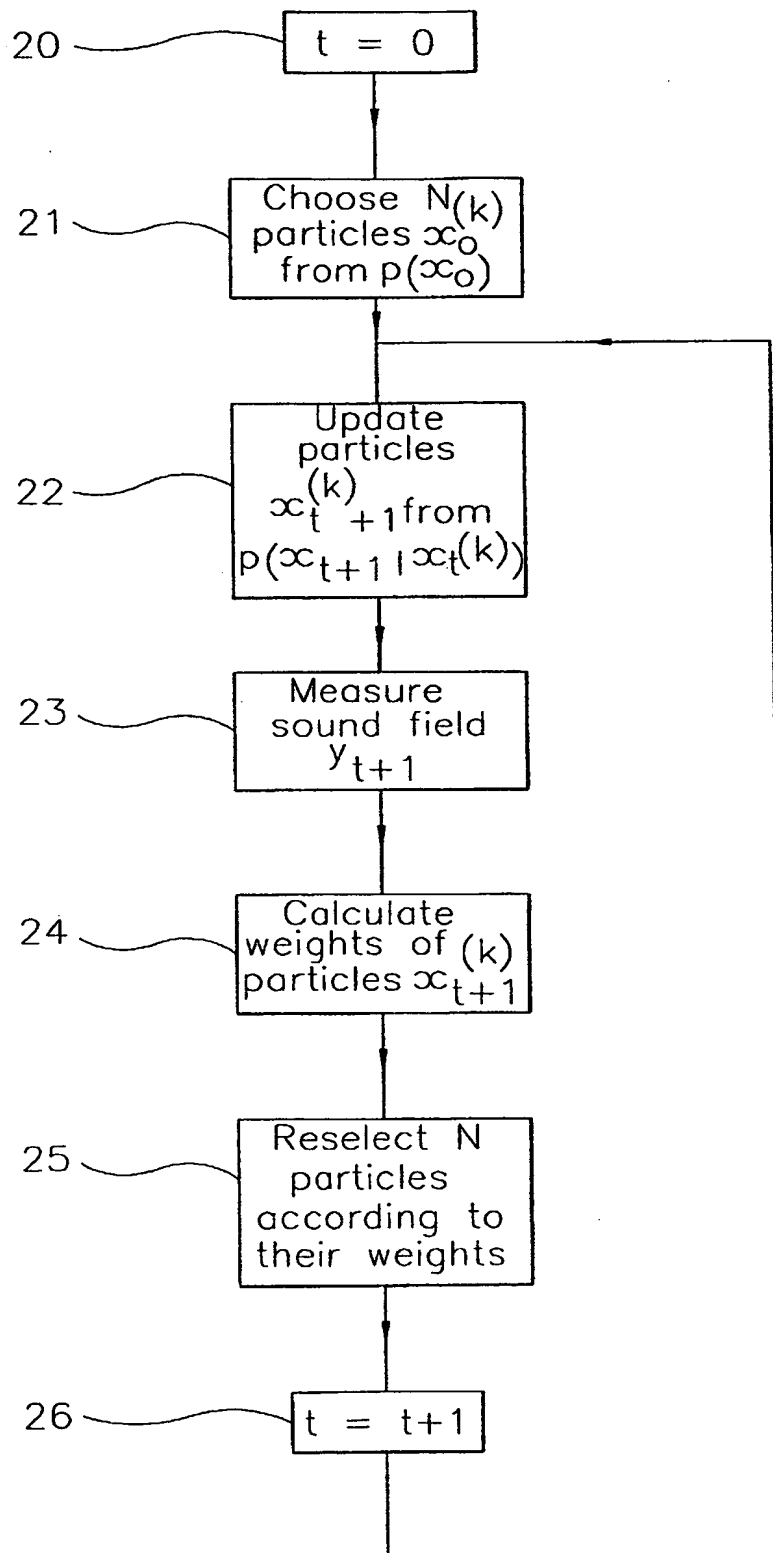 20
t = 0
21
Choose N
particles x₀⁽ᵏ⁾
from p(x₀)
22
Update
particles
xₜ⁽ᵏ⁾+1 from
p(xₜ₊₁ | xₜ⁽ᵏ⁾)
23
Measure
sound field
yₜ₊₁
24
Calculate
weights of
particles xₜ₊₁⁽ᵏ⁾
25
Reselect N
particles
according to
their weights
26
t = t+1